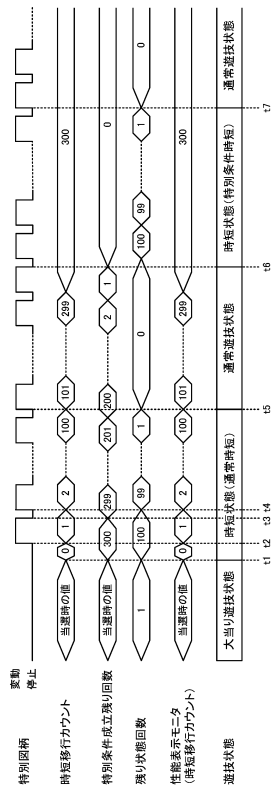 特別図柄
変動
停止
時短移行カウント
当選時の値
0
1
2
100
101
299
300
特別条件成立残り回数
当選時の値
300
299
201
200
2
1
0
残り状態回数
1
100
99
1
0
100
99
1
0
性能表示モニタ
(時短移行カウント)
当選時の値
0
1
2
100
101
299
300
遊技状態
大当り遊技状態
時短状態(通常時短)
通常遊技状態
時短状態(特別条件時短)
通常遊技状態
t1
t2
t3
t4
t5
t6
t7